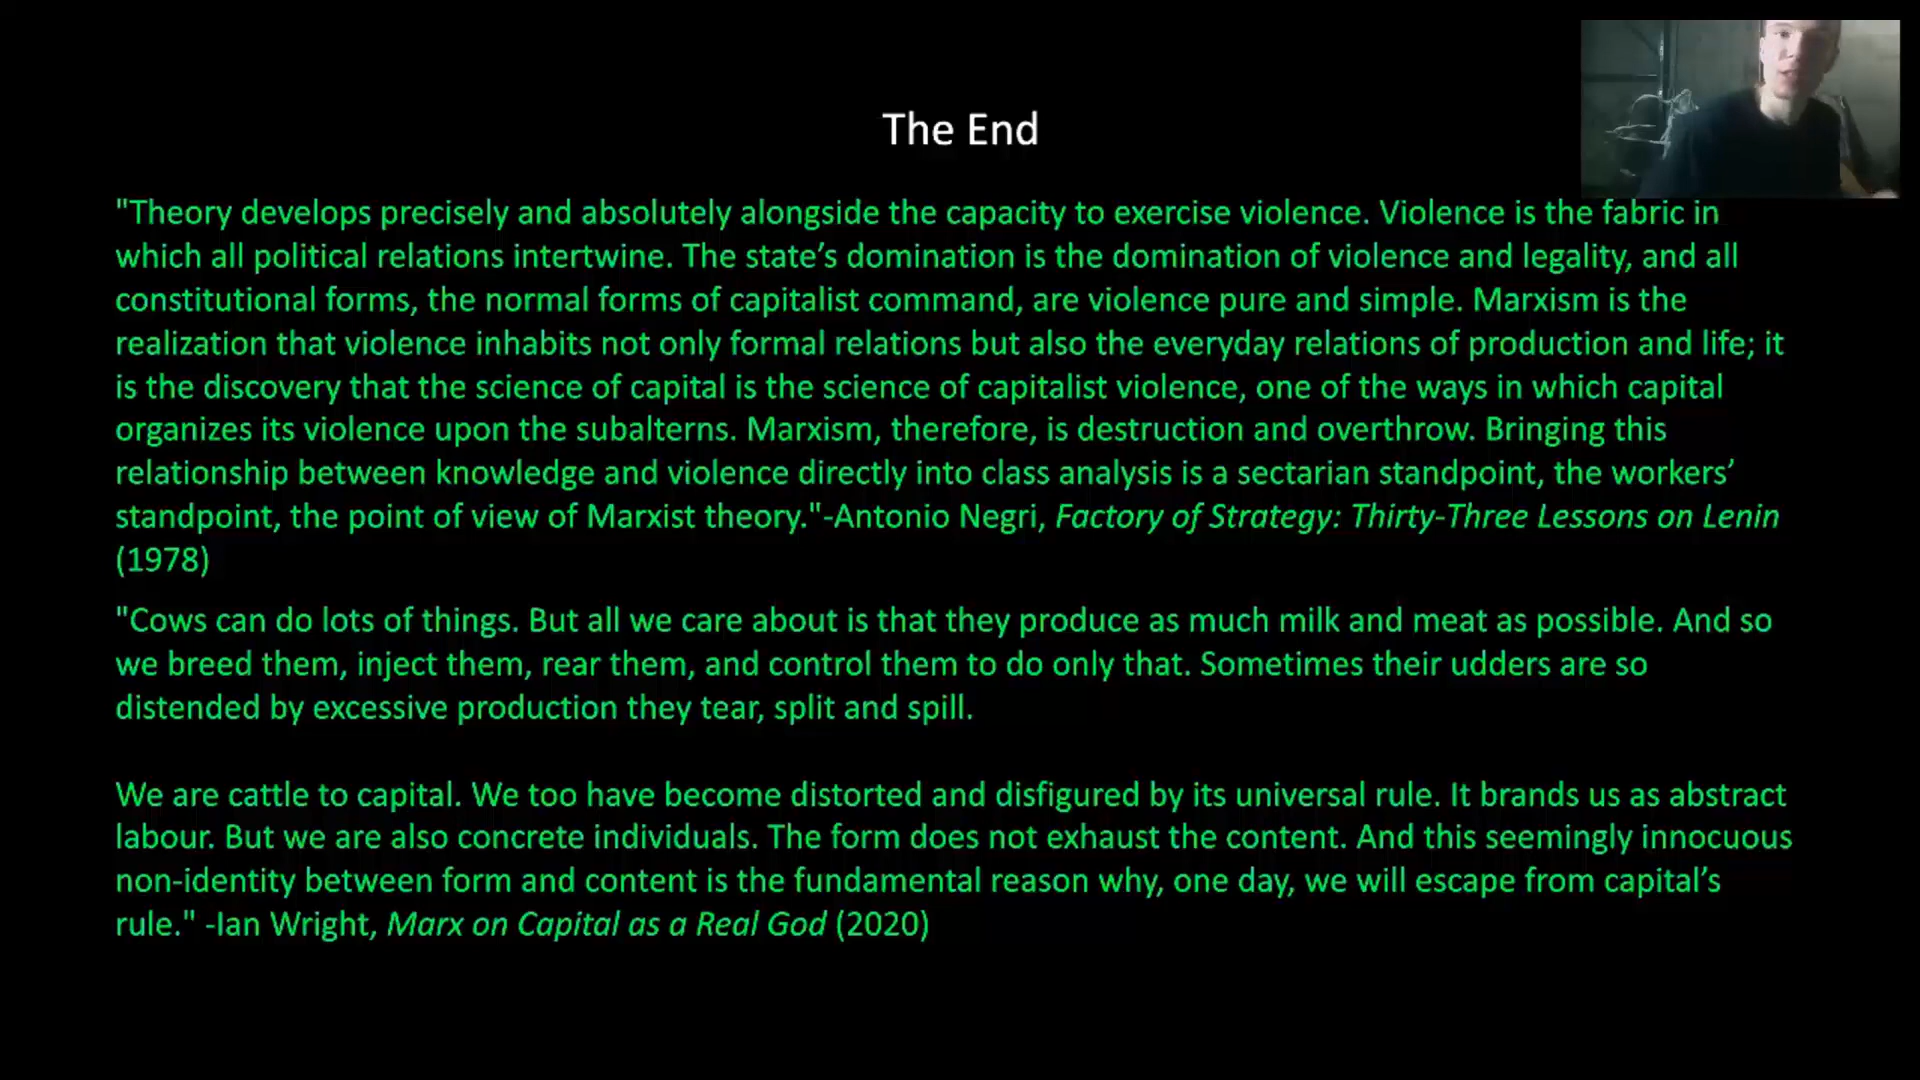 The End
"Theory develops precisely and absolutely alongside the capacity to exercise violence. Violence is the fabric in
which all political relations intertwine. The state’s domination is the domination of violence and legality, and all
constitutional forms, the normal forms of capitalist command, are violence pure and simple. Marxism is the
realization that violence inhabits not only formal relations but also the everyday relations of production and life; it
is the discovery that the science of capital is the science of capitalist violence, one of the ways in which capital
organizes its violence upon the subalterns. Marxism, therefore, is destruction and overthrow. Bringing this
relationship between knowledge and violence directly into class analysis is a sectarian standpoint, the workers’
standpoint, the point of view of Marxist theory."-Antonio Negri, Factory of Strategy: Thirty-Three Lessons on Lenin
(1978)
"Cows can do lots of things. But all we care about is that they produce as much milk and meat as possible. And so
we breed them, inject them, rear them, and control them to do only that. Sometimes their udders are so
distended by excessive production they tear, split and spill.
We are cattle to capital. We too have become distorted and disfigured by its universal rule. It brands us as abstract
labour. But we are also concrete individuals. The form does not exhaust the content. And this seemingly innocuous
non-identity between form and content is the fundamental reason why, one day, we will escape from capital’s
rule." -Ian Wright, Marx on Capital as a Real God (2020)